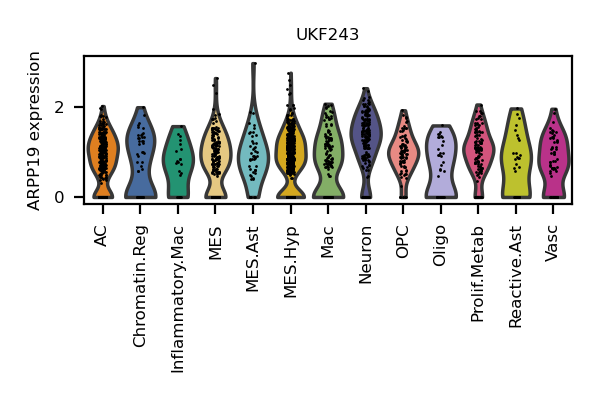 UKF243
ARPP19 expression
2
0
AC
Chromatin.Reg
Inflammatory.Mac
MES
MES.Ast
MES.Hyp
Mac
Neuron
OPC
Oligo
Prolif.Metab
Reactive.Ast
Vasc